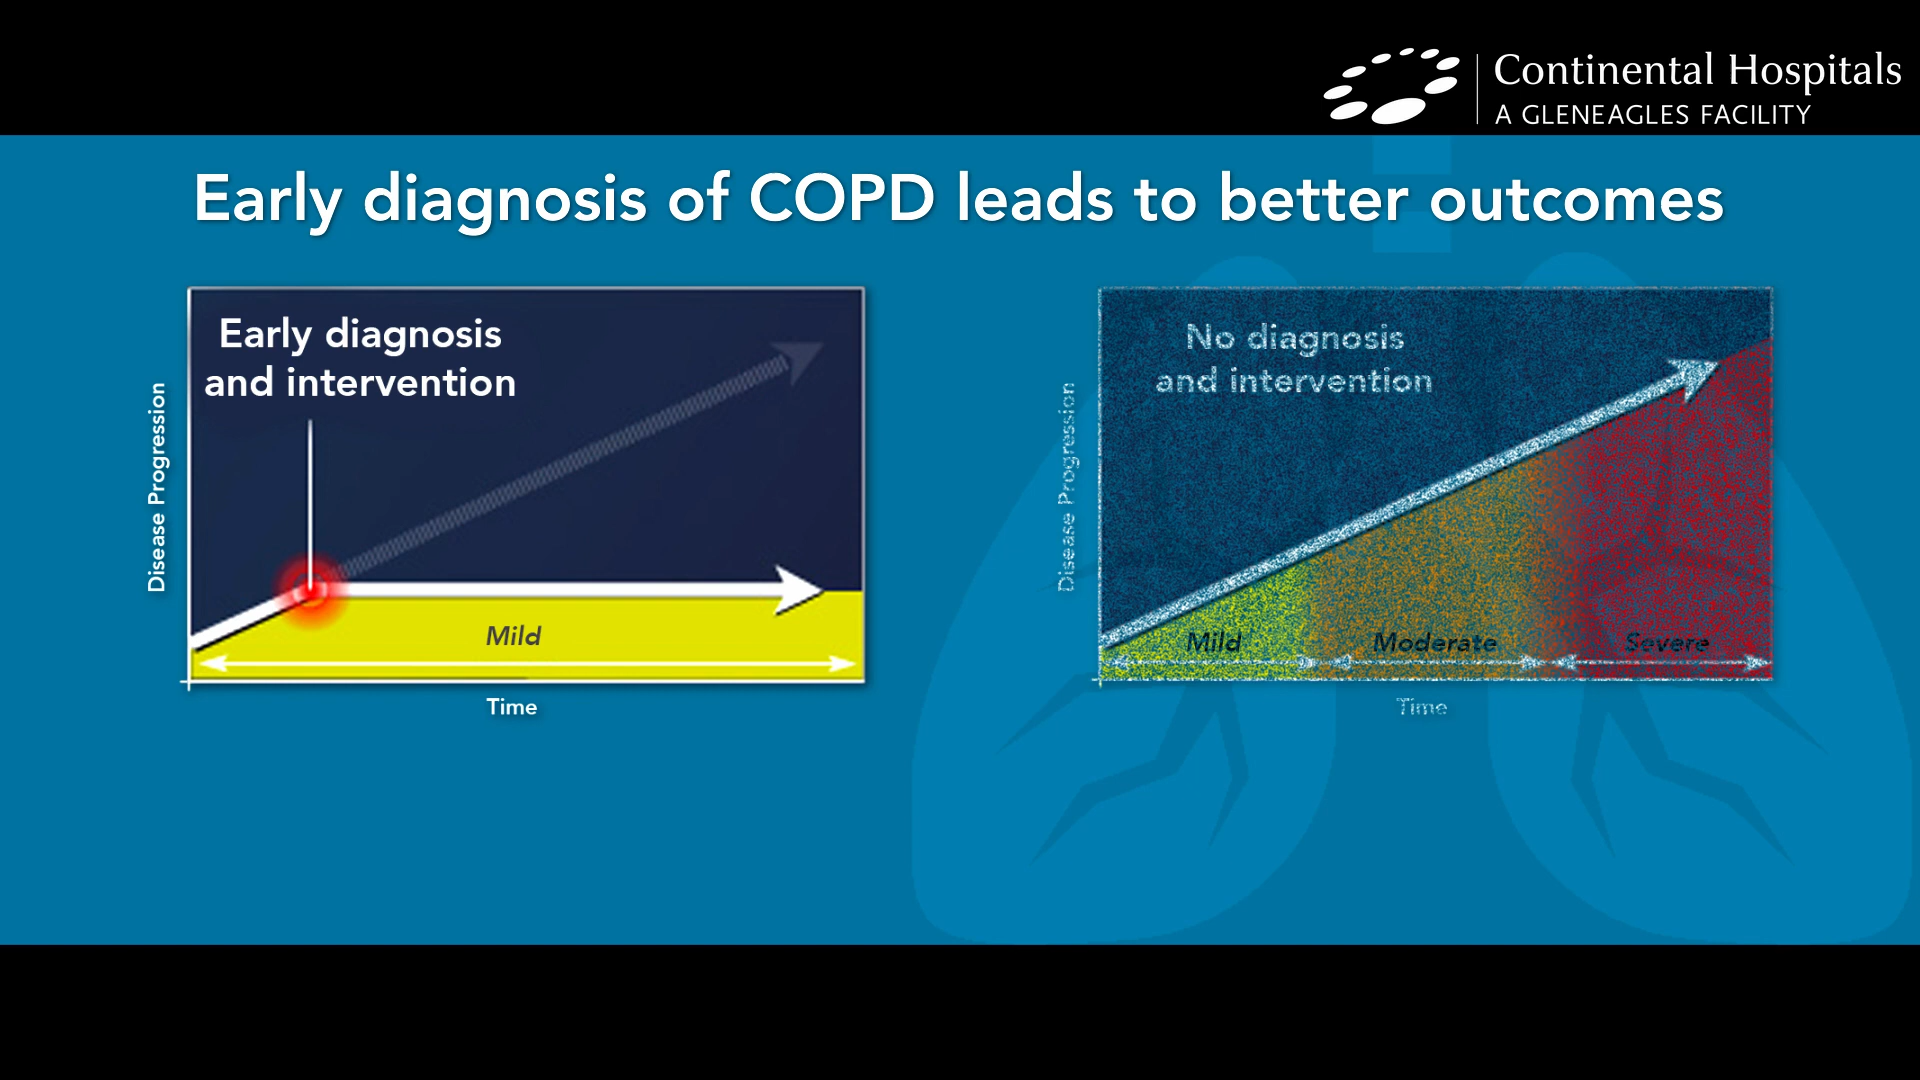 Continental Hospitals
A GLENEAGLES FACILITY
Early diagnosis of COPD leads to better outcomes
Early diagnosis
and intervention
Disease Progression
Mild
Time
No diagnosis
and intervention
Disease Progression
Mild
Moderate
Severe
Time